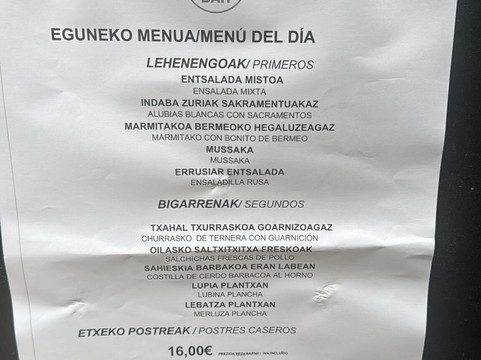 BAR
EGUNEKO MENUA/MENÚ DEL DÍA
LEHENENGOAK/ PRIMEROS
ENTSALADA MISTOA
ENSALADA MIXTA
INDABA ZURIAK SAKRAMENTUAKAZ
ALUBIAS BLANCAS CON SACRAMENTOS
MARMITAKOA BERMEOKO HEGALUZEAGAZ
MARMITAKO CON BONITO DE BERMEO
MUSSAKA
MUSSAKA
ERRUSIAR ENTSALADA
ENSALADILLA RUSA
BIGARRENAK/ SEGUNDOS
TXAHAL TXURRASKOA GOARNIZOAGAZ
CHURRASKO DE TERNERA CON GUARNICIÓN
OILASKO SALTXITXITXA FRESKOAK
SALCHICHAS FRESCAS DE POLLO
SAHIESKIA BARBAKOA ERAN LABEAN
COSTILLA DE CERDO BARBACOA AL HORNO
LUPIA PLANTXAN
LUBINA PLANCHA
LEBATZA PLANTXAN
MERLUZA PLANCHA
ETXEKO POSTREAK / POSTRES CASEROS
16,00€